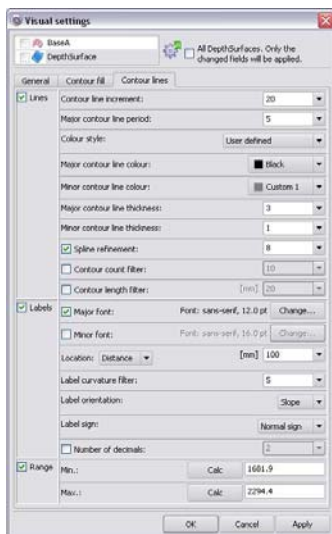 Visual settings
BaseA
DepthSurface
All DepthSurfaces. Only the
changed fields will be applied.
General Contour fill Contour lines
Lines Contour line increment: 20
Major contour line period: 5
Colour style: User defined
Major contour line colour: Black
Minor contour line colour: Custom 1
Major contour line thickness: 3
Minor contour line thickness: 1
Spline refinement: 8
Contour count filter: 10
Contour length filter: [mm] 20
Labels Major font: Font: sans-serif, 12.0 pt Change...
Minor font: Font: sans-serif, 16.0 pt Change...
Location: Distance [mm] 100
Label curvature filter: 5
Label orientation: Slope
Label sign: Normal sign
Number of decimals: 2
Range Min.: Calc 1681.9
Max.: Calc 2294.4
OK Cancel Apply